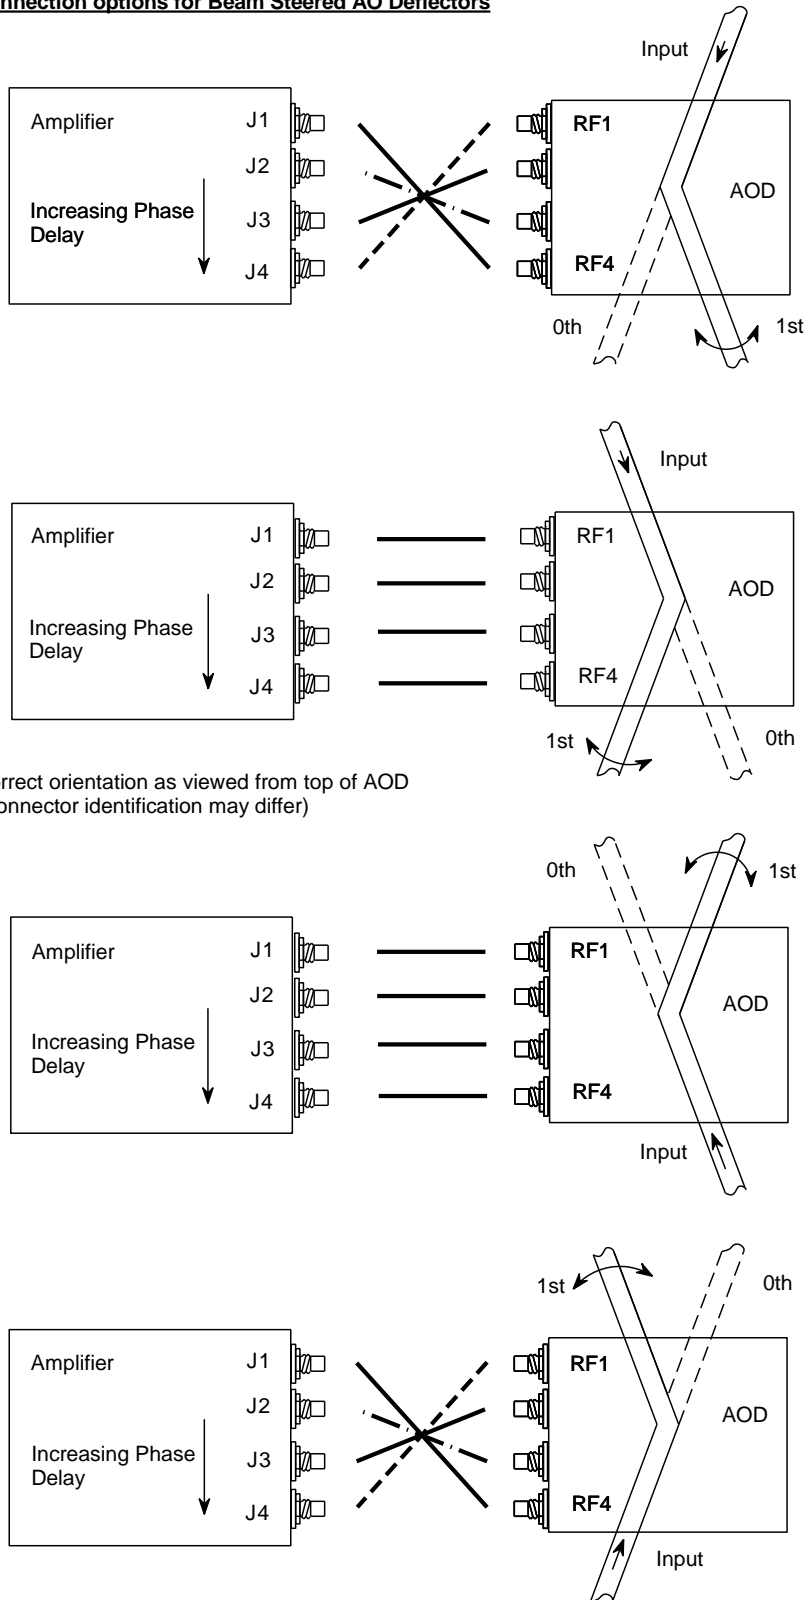 nnection options for Beam Steered AO Deflectors
Input
Amplifier
J1
RF1
J2
AOD
Increasing Phase
Delay
J3
J4
RF4
0th
1st
Input
Amplifier
J1
RF1
J2
AOD
Increasing Phase
Delay
J3
J4
RF4
1st
0th
rrect orientation as viewed from top of AOD
onnector identification may differ)
0th
1st
Amplifier
J1
RF1
J2
AOD
Increasing Phase
Delay
J3
J4
RF4
Input
1st
0th
Amplifier
J1
RF1
J2
AOD
Increasing Phase
Delay
J3
J4
RF4
Input